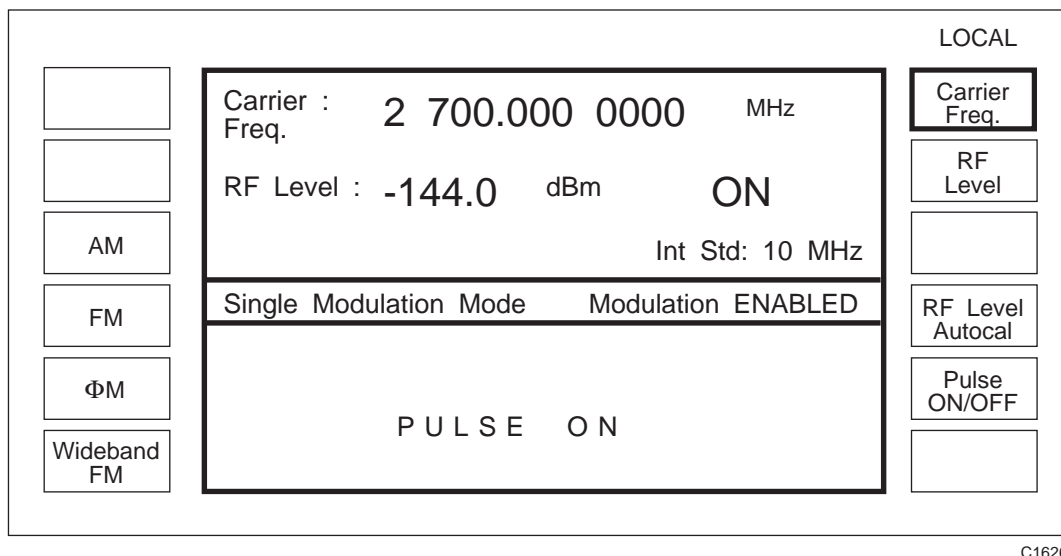 LOCAL
Carrier : 2 700.000 0000 MHz
Freq.
RF Level : -144.0 dBm ON
Int Std: 10 MHz
Single Modulation Mode Modulation ENABLED
PULSE ON
AM
FM
ΦM
Wideband
FM
Carrier
Freq.
RF
Level
RF Level
Autocal
Pulse
ON/OFF